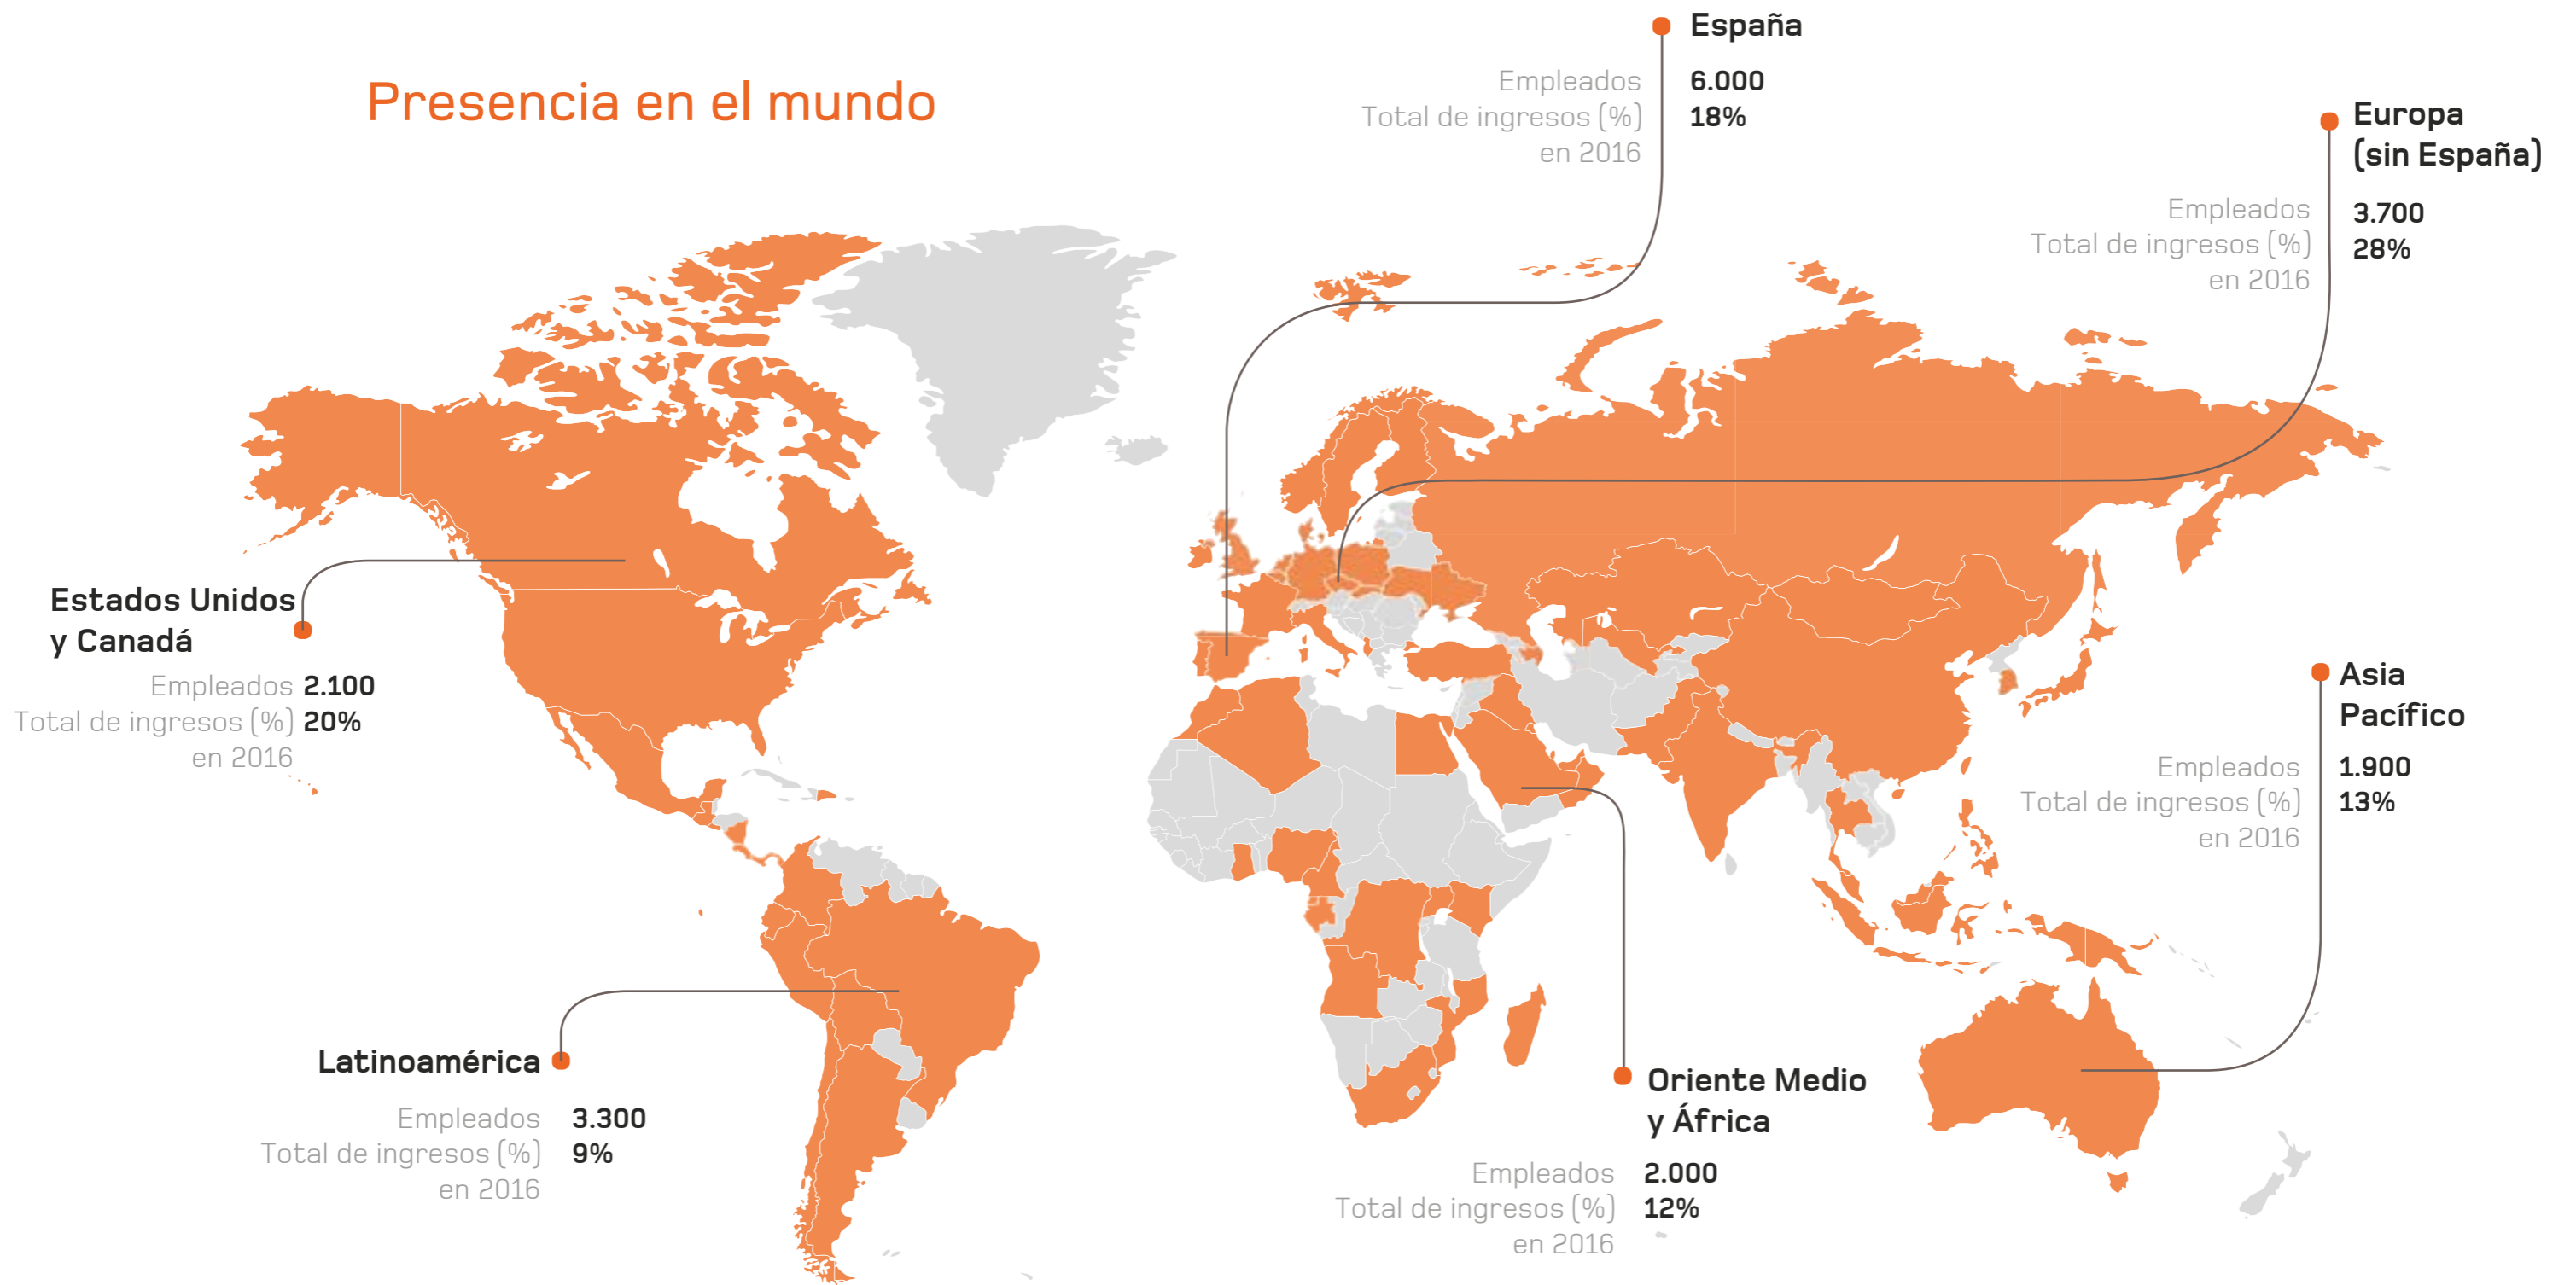 Presencia en el mundo
España
Empleados 6.000
Total de ingresos (%) 18%
en 2016
Europa
(sin España)
Empleados 3.700
Total de ingresos (%) 28%
en 2016
Estados Unidos
y Canadá
Empleados 2.100
Total de ingresos (%) 20%
en 2016
Asia
Pacífico
Empleados 1.900
Total de ingresos (%) 13%
en 2016
Latinoamérica
Empleados 3.300
Total de ingresos (%) 9%
en 2016
Oriente Medio
y África
Empleados 2.000
Total de ingresos (%) 12%
en 2016